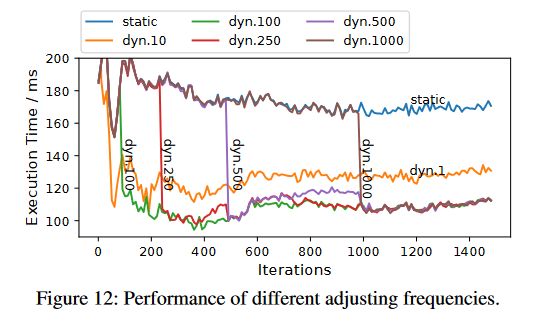 static dyn.100 dyn.500
dyn.10 dyn.250 dyn.1000
Execution Time / ms
200
180
160
140
120
100
static
dyn.1
dyn.100
dyn.250
dyn.500
dyn.1000
0 200 400 600 800 1000 1200 1400
Iterations
Figure 12: Performance of different adjusting frequencies.